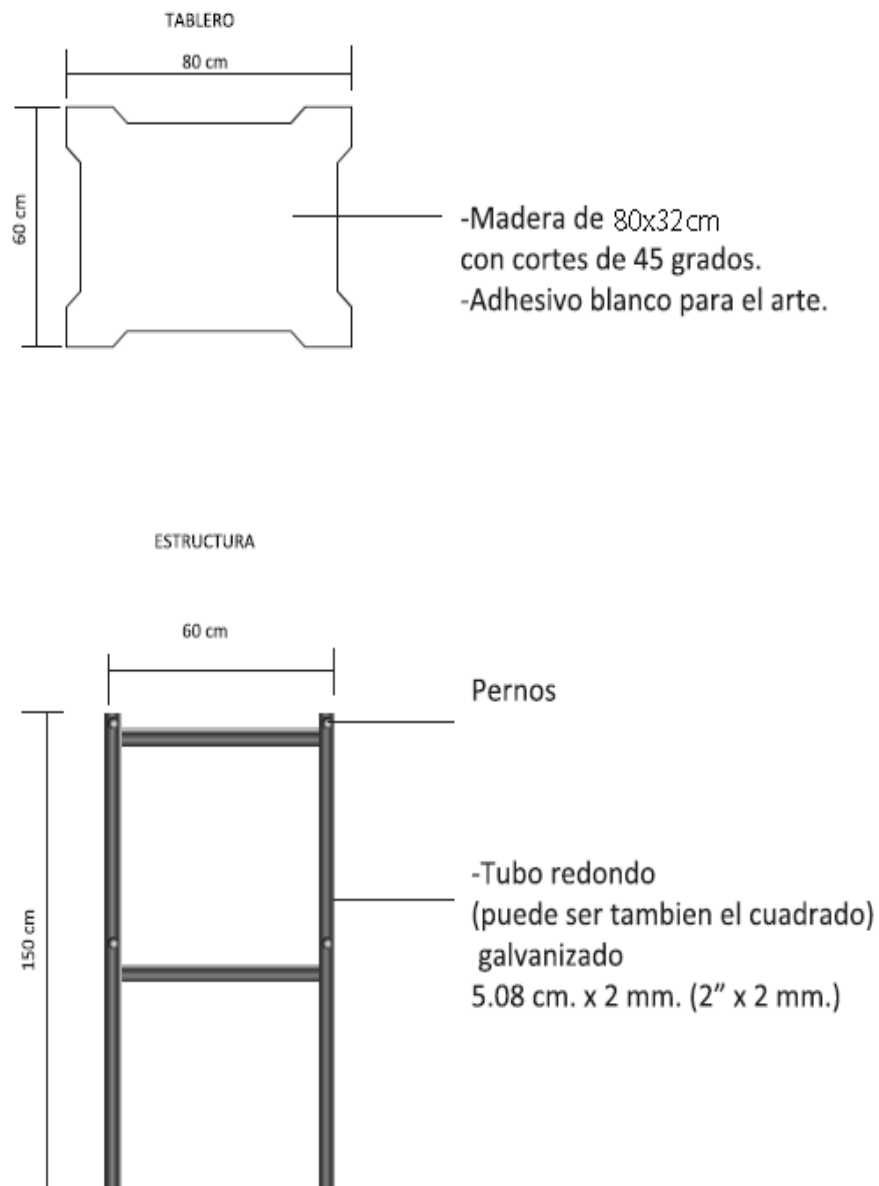 TABLERO
80 cm
60 cm
-Madera de 80x32cm
con cortes de 45 grados.
-Adhesivo blanco para el arte.
ESTRUCTURA
60 cm
Pernos
150 cm
-Tubo redondo
(puede ser tambien el cuadrado)
galvanizado
5.08 cm. x 2 mm. (2” x 2 mm.)